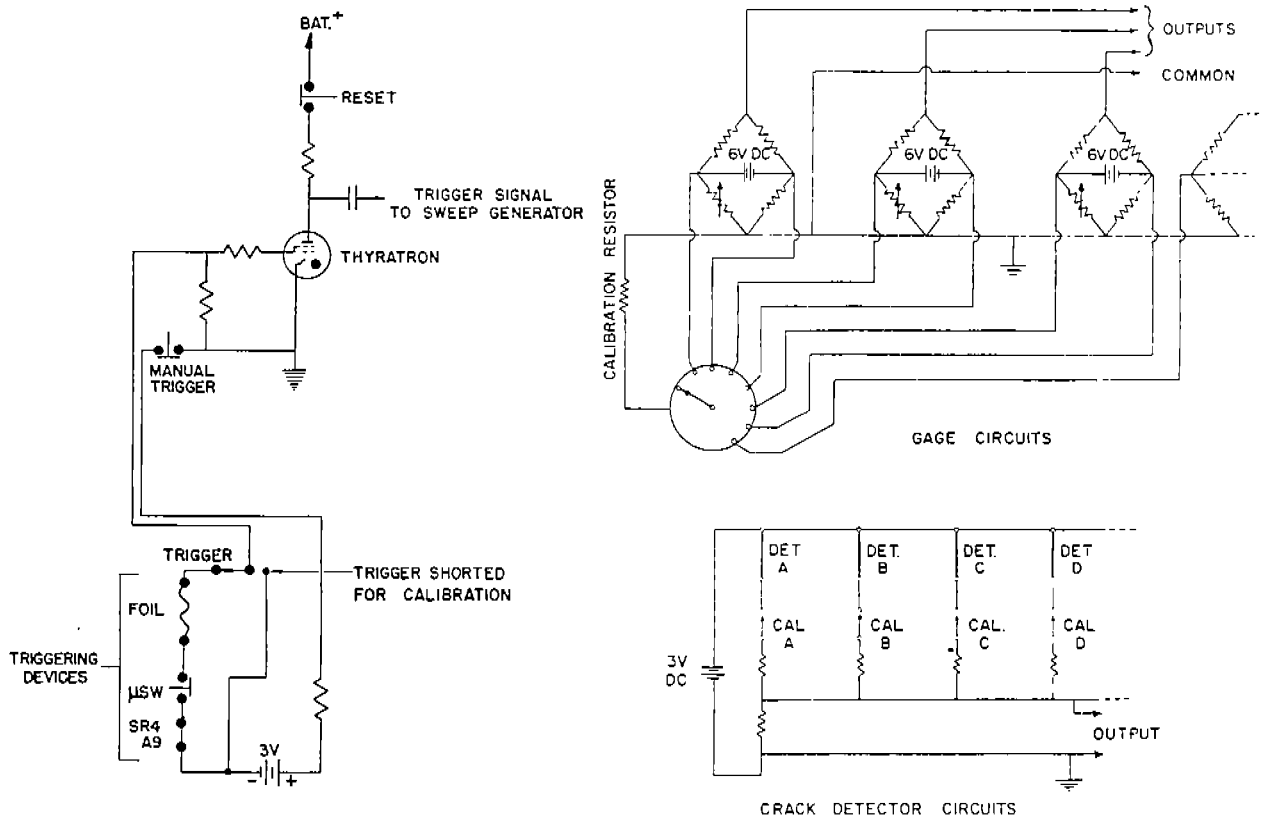 BAT.+
RESET
TRIGGER SIGNAL
TO SWEEP GENERATOR
THYRATRON
MANUAL
TRIGGER
TRIGGER
TRIGGER SHORTED
FOR CALIBRATION
FOIL
TRIGGERING
DEVICES
μSW
SR4
A9
3V
- +
OUTPUTS
COMMON
6V DC
6V DC
6V DC
CALIBRATION RESISTOR
GAGE CIRCUITS
DET
A
DET.
B
DET.
C
DET
D
CAL
A
CAL
B
CAL.
C
CAL
D
3V
DC
OUTPUT
CRACK DETECTOR CIRCUITS